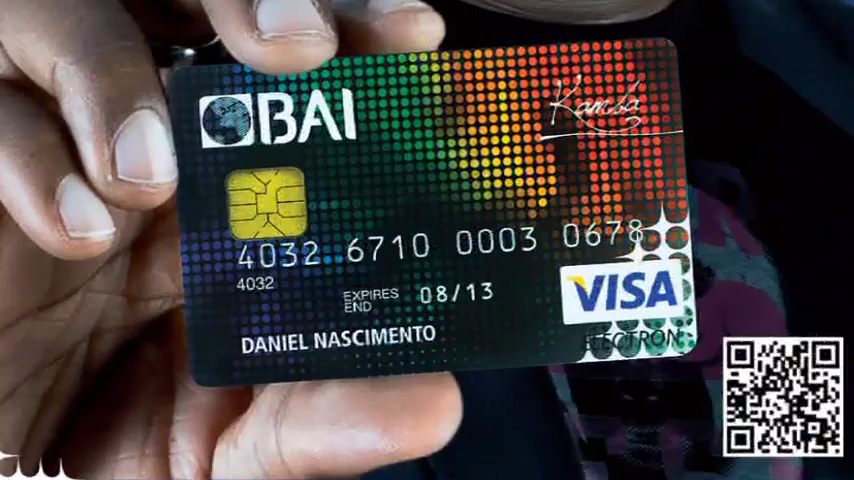 BAI
Kamba
4032 6710 0003 0678
4032
EXPIRES END 08/13
VISA
DANIEL NASCIMENTO
ELECTRON